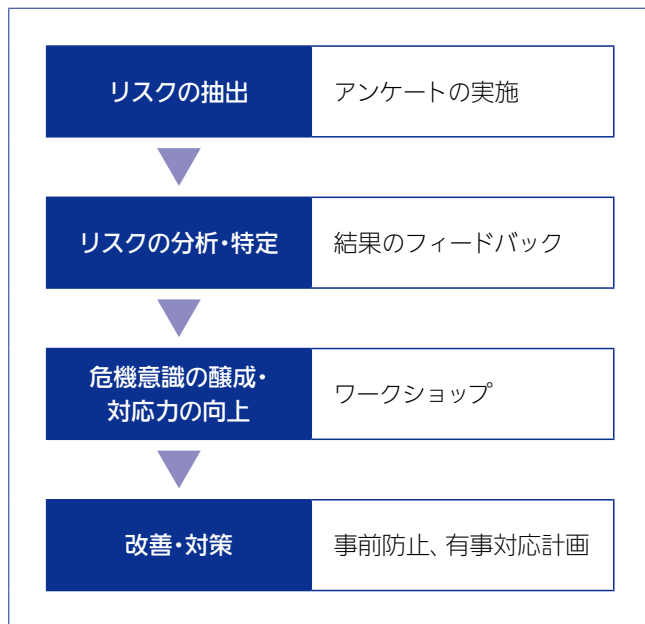 リスクの抽出
アンケートの実施
リスクの分析・特定
結果のフィードバック
危機意識の醸成・
対応力の向上
ワークショップ
改善・対策
事前防止、有事対応計画